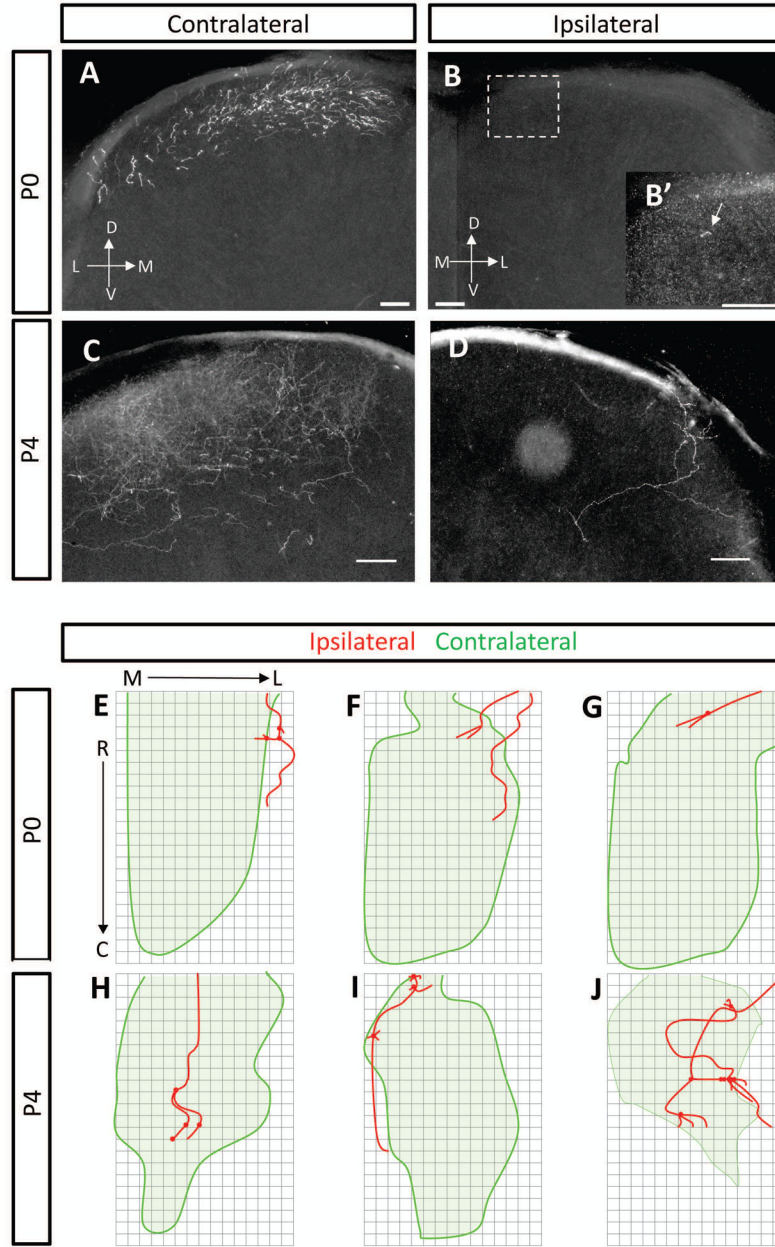 Contralateral Ipsilateral
P0
A
D
L M
V
B
D
M L
V
B'
P4
C
D
Ipsilateral Contralateral
M L
R
C
P0
E
F
G
P4
H
I
J